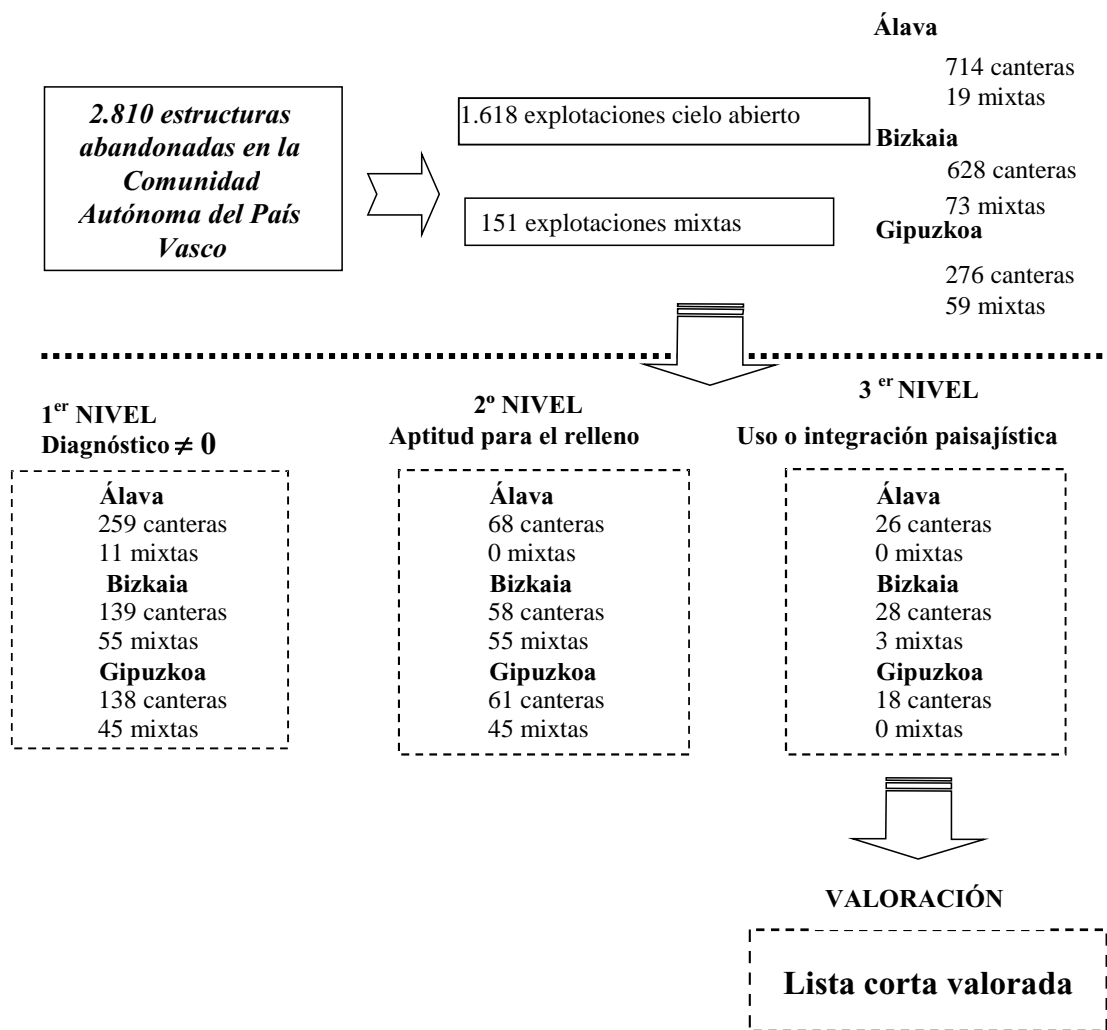 2.810 estructuras
abandonadas en la
Comunidad
Autónoma del País
Vasco
1.618 explotaciones cielo abierto
151 explotaciones mixtas
Álava
714 canteras
19 mixtas
Bizkaia
628 canteras
73 mixtas
Gipuzkoa
276 canteras
59 mixtas
1er NIVEL
Diagnóstico ≠ 0
Álava
259 canteras
11 mixtas
Bizkaia
139 canteras
55 mixtas
Gipuzkoa
138 canteras
45 mixtas
2º NIVEL
Aptitud para el relleno
Álava
68 canteras
0 mixtas
Bizkaia
58 canteras
55 mixtas
Gipuzkoa
61 canteras
45 mixtas
3 er NIVEL
Uso o integración paisajística
Álava
26 canteras
0 mixtas
Bizkaia
28 canteras
3 mixtas
Gipuzkoa
18 canteras
0 mixtas
VALORACIÓN
Lista corta valorada